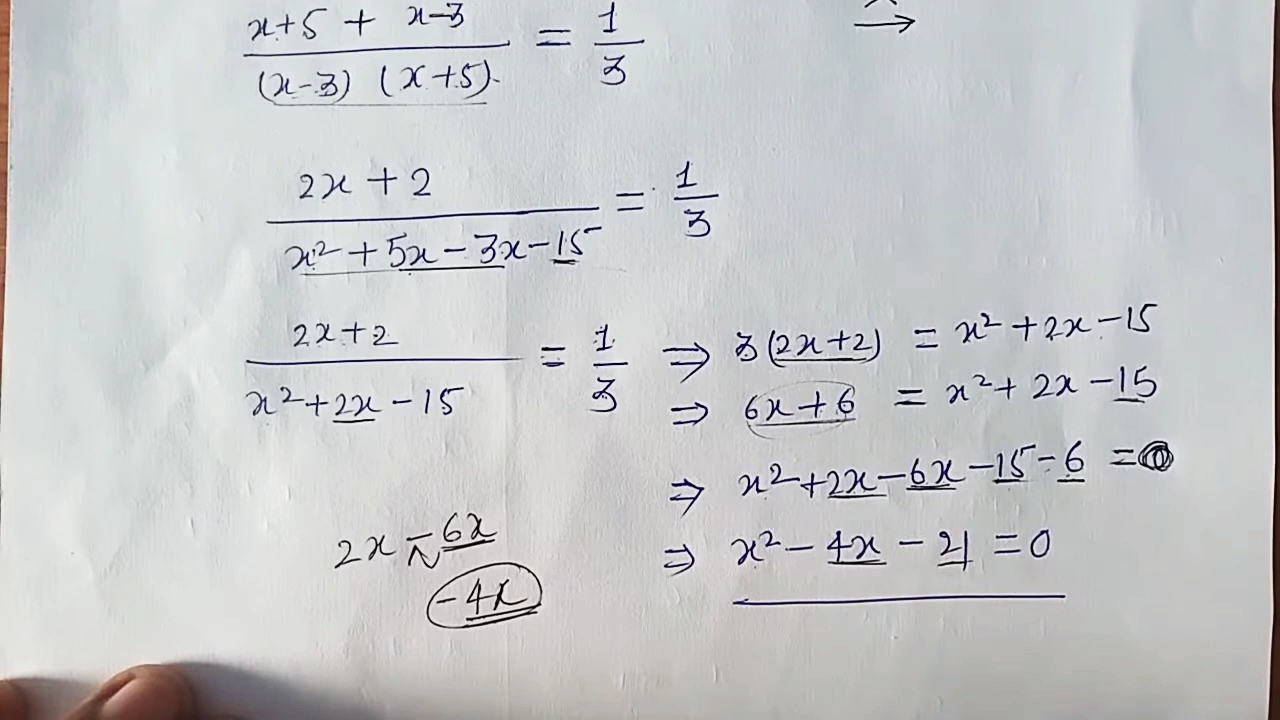 x+5 + x-3 / (x-3) (x+5) = 1/3
→
2x + 2 / x² + 5x - 3x - 15 = 1/3
2x+2 / x²+2x-15 = 1/3 ⇒ 3(2x+2) = x²+2x-15
⇒ 6x+6 = x²+2x-15
⇒ x²+2x-6x-15-6 = 0
2x -6x
⇒ x²-4x-21=0
-4x